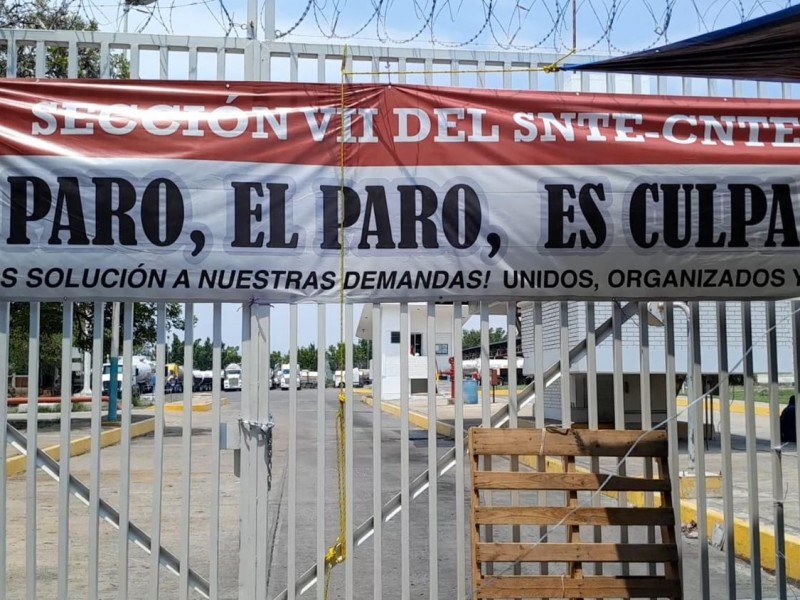 SECCIÓN VII DEL SNTE-CNTE
PARO, EL PARO, ES CULPA
S SOLUCIÓN A NUESTRAS DEMANDAS! UNIDOS, ORGANIZADOS Y